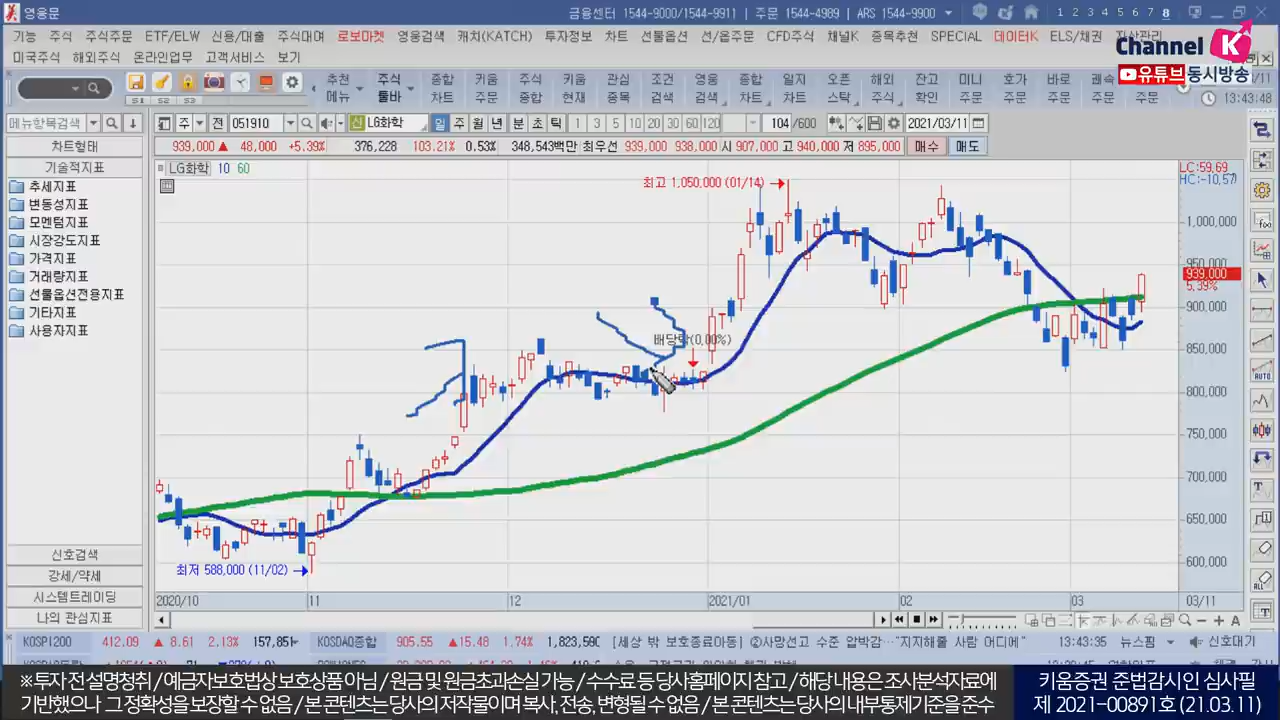 영웅문
금융센터 1544-9000/1544-9911 | 주문 1544-4989 | ARS 1544-9900
1 2 3 4 5 6 7 8
기능 주식 주식주문 ETF/ELW 신용/대출 주식대여 로보마켓 영웅검색 캐치(KATCH) 투자정보 차트 선물옵션 선/옵주문 CFD주식 채널K 종목추천 SPECIAL 데이터K ELS/채권 자산관리
미국주식 해외주식 온라인업무 고객서비스 보기
Channel K
유튜브 동시방송
추천 주식 종합 키움 주식 키움 관심 조건 영웅 종합 일지 오픈 해외 잔고 미니 호가 바로 쾌속
메뉴 툴바 차트 주문 종합 현재 종목 검색 검색 차트 차트 스탁 주식 확인 주문 주문 주문 주문 주문
S1 S2 S3
13:43:48
메뉴항목검색
주 전 051910 신 LG화학 일 주 월 년 분 초 틱 1 3 5 10 20 30 60 120 104 /600 2021/03/11
차트형태
939,000 ▲ 48,000 +5.39% 376,228 103.21% 0.53% 348,543백만 최우선 939,000 938,000 시 907,000 고 940,000 저 895,000 매수 매도
기술적지표
LG화학 10 60
추세지표
변동성지표
모멘텀지표
시장강도지표
가격지표
거래량지표
선물옵션전용지표
기타지표
사용자지표
최고 1,050,000 (01/14)
LC:59,69
HC:-10,57
1,000,000
950,000
939,000
5,39%
900,000
850,000
800,000
750,000
700,000
650,000
600,000
배당락(0,00%)
최저 588,000 (11/02)
신호검색
강세/약세
시스템트레이딩
나의 관심지표
2020/10 11 12 2021/01 02 03 03/11
KOSPI200 412.09 ▲ 8.61 2.13% 157,851 KOSDAQ종합 905.55 ▲ 15.48 1.74% 1,823,590 [세상 밖 보호종료아동] ②사망선고 수준 압박감…"지지해줄 사람 어디에" 13:43:35 뉴스핌 신호대기
※ 투자 전 설명청취 / 예금자보호법상 보호상품 아님 / 원금 및 원금초과손실 가능 / 수수료 등 당사홈페이지 참고 / 해당 내용은 조사분석자료에
기반했으나 그 정확성을 보장할 수 없음 / 본 콘텐츠는 당사의 저작물이며 복사, 전송, 변형될 수 없음 / 본 콘텐츠는 당사의 내부통제기준을 준수
키움증권 준법감시인 심사필
제 2021-00891호 (21.03.11)